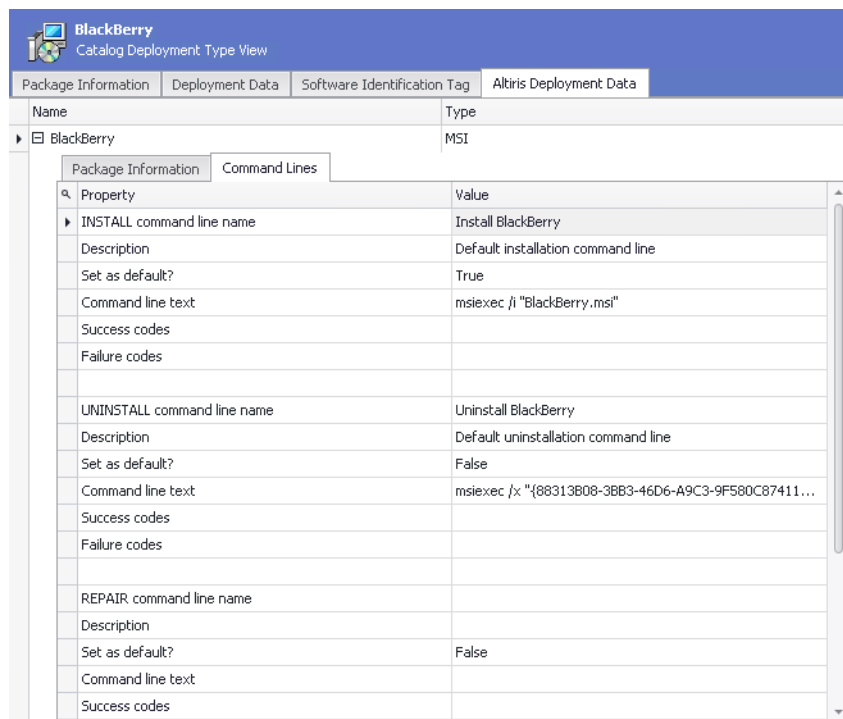 BlackBerry
Catalog Deployment Type View
Package Information Deployment Data Software Identification Tag Altiris Deployment Data
Name Type
BlackBerry MSI
Package Information Command Lines
Property Value
INSTALL command line name Install BlackBerry
Description Default installation command line
Set as default? True
Command line text msiexec /i "BlackBerry.msi"
Success codes
Failure codes
UNINSTALL command line name Uninstall BlackBerry
Description Default uninstallation command line
Set as default? False
Command line text msiexec /x "{88313B08-3BB3-46D6-A9C3-9F580C87411...
Success codes
Failure codes
REPAIR command line name
Description
Set as default? False
Command line text
Success codes